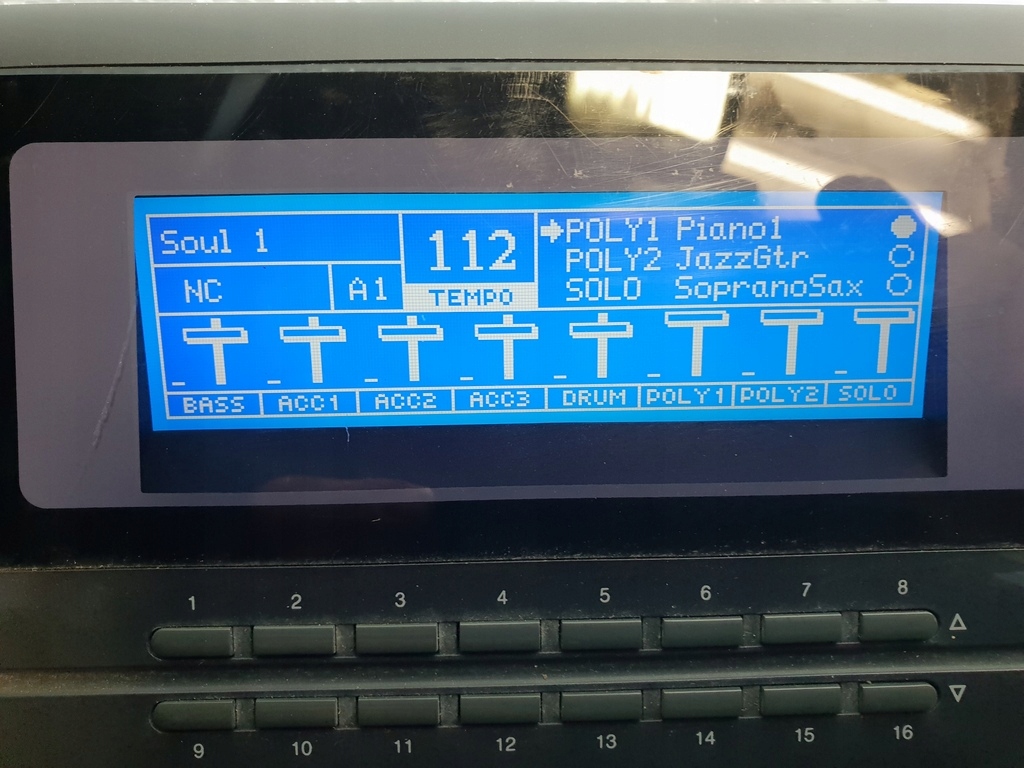 Soul 1
NC
A1
112
TEMPO
POLY1 Piano1
POLY2 JazzGtr
SOLO SopranoSax
BASS ACC1 ACC2 ACC3 DRUM POLY1 POLY2 SOLO
1 2 3 4 5 6 7 8
9 10 11 12 13 14 15 16